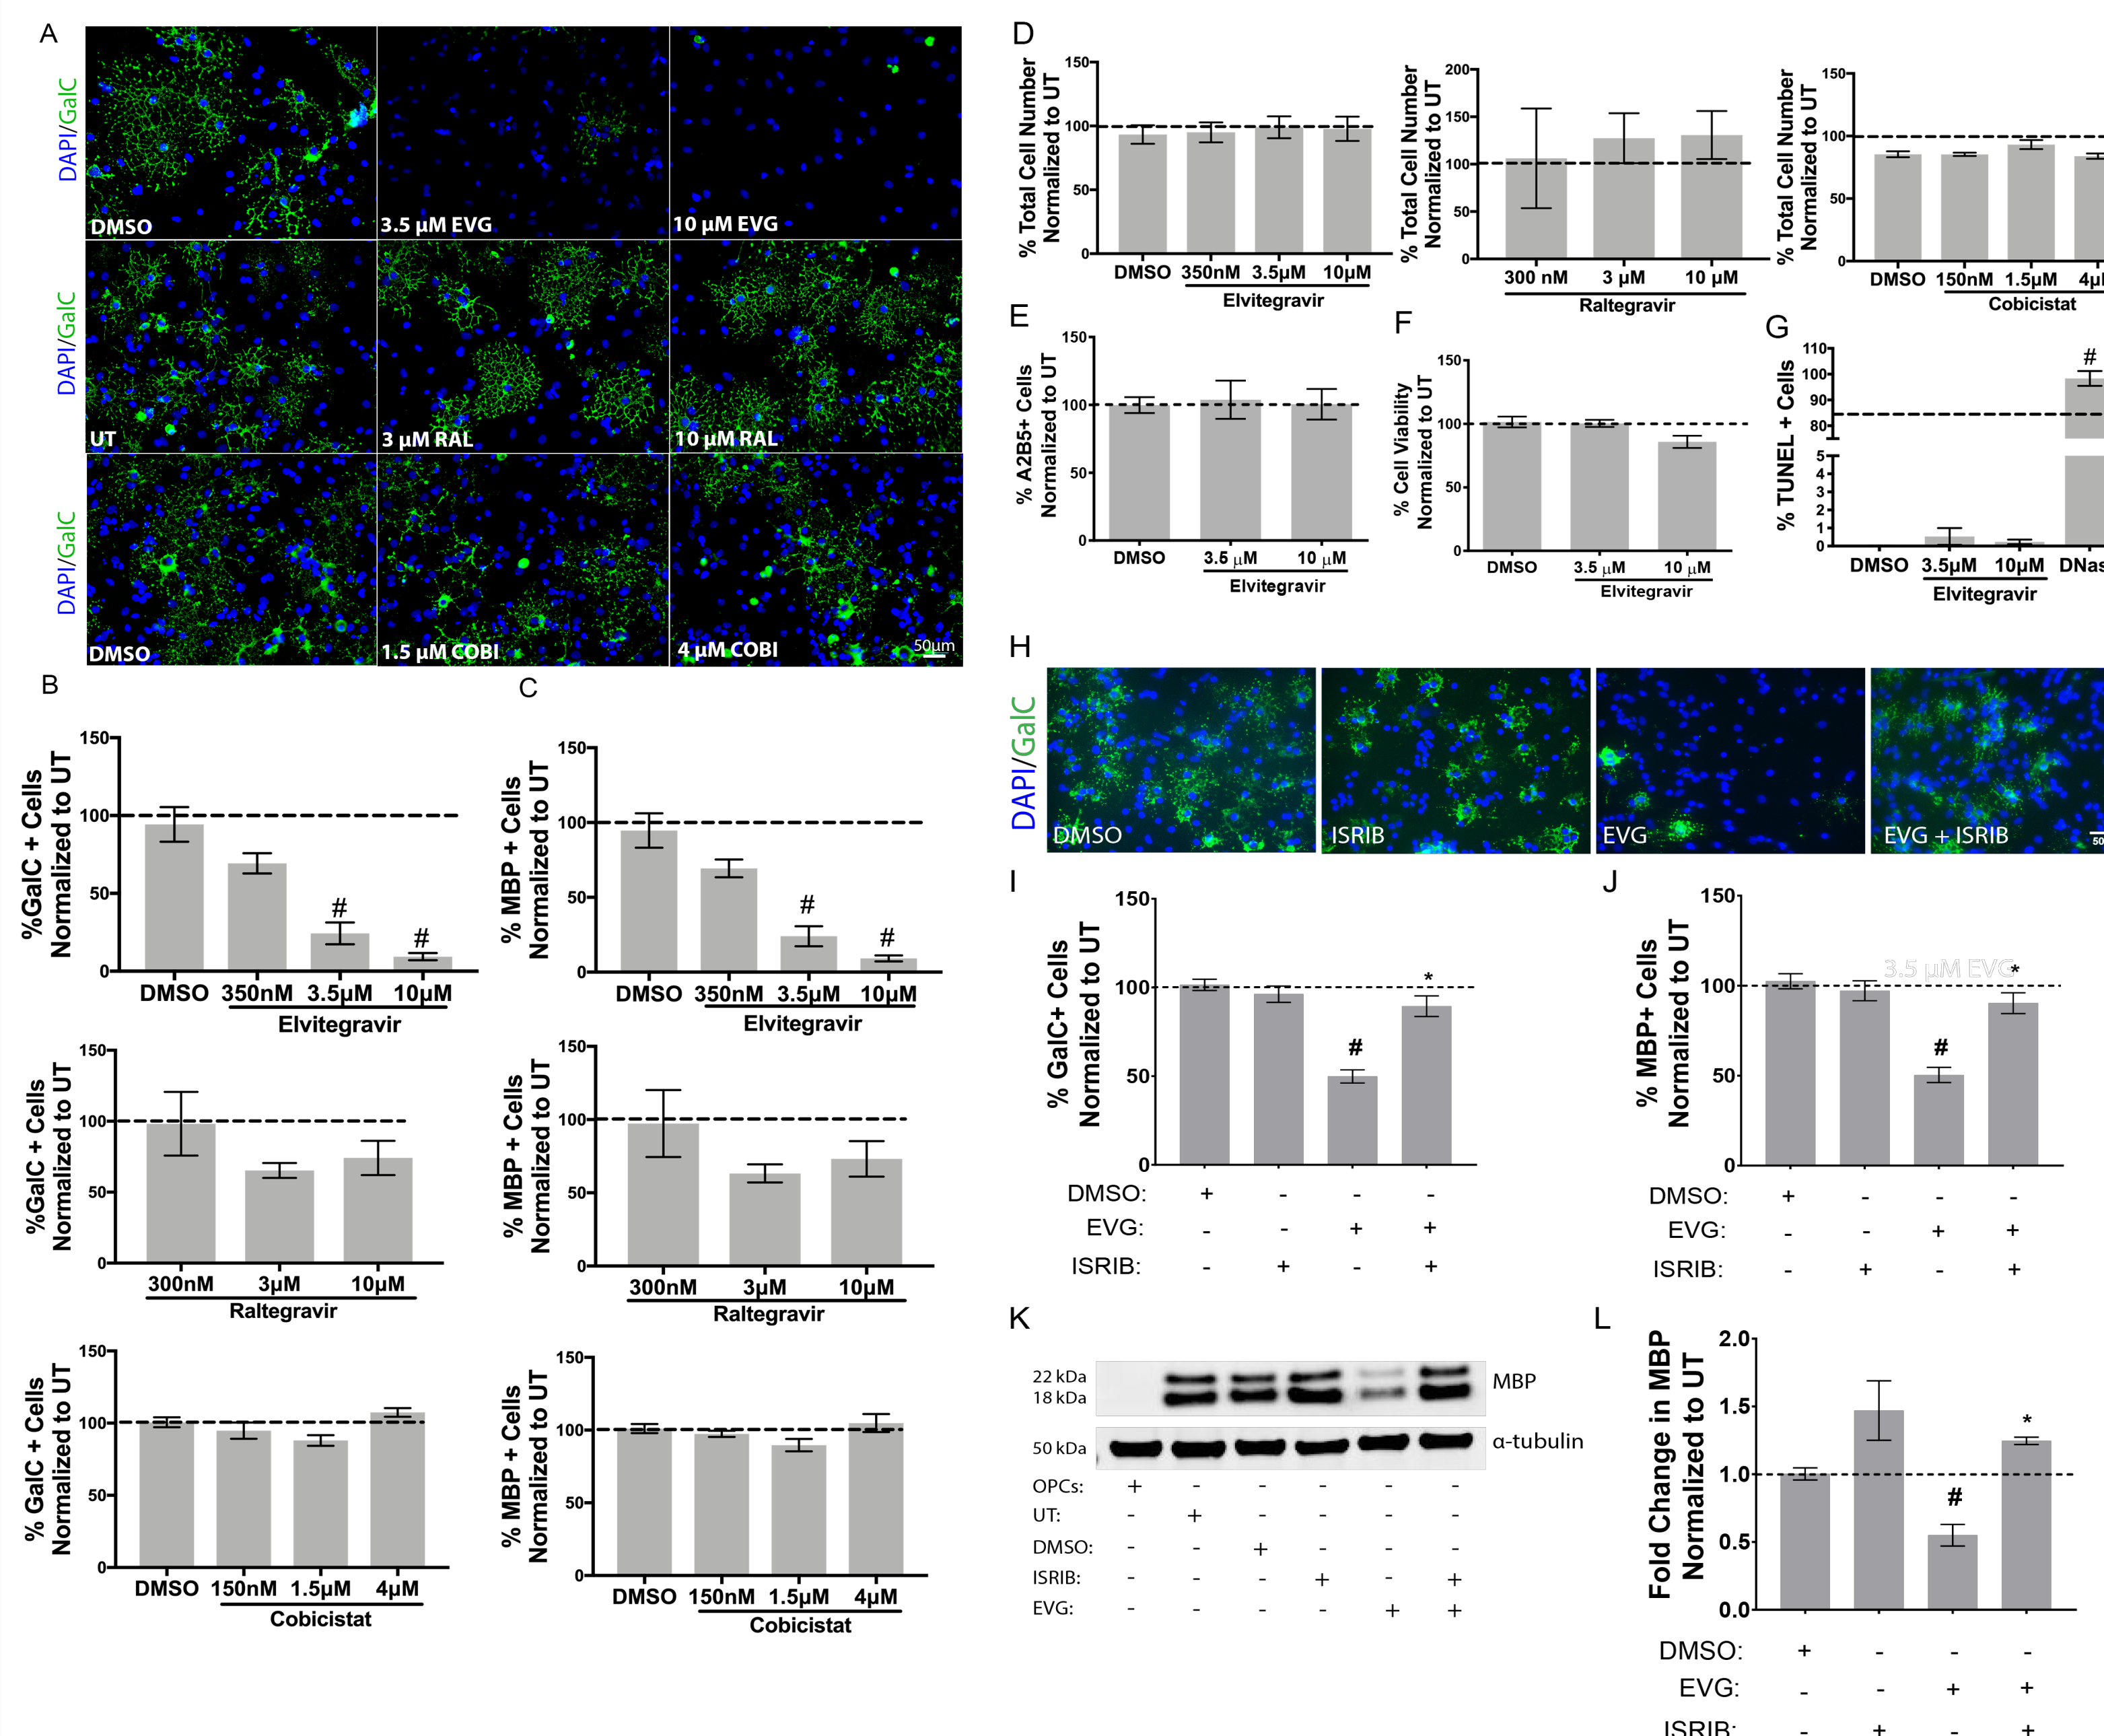 A
DAPI/GalC
DMSO
3.5 µM EVG
10 µM EVG
DAPI/GalC
UT
3 µM RAL
10 µM RAL
DAPI/GalC
DMSO
1.5 µM COBI
4 µM COBI
50µm
B
%GalC + Cells
Normalized to UT
150
100
50
0
#
#
DMSO 350nM 3.5µM 10µM
Elvitegravir
%GalC + Cells
Normalized to UT
150
100
50
0
300nM 3µM 10µM
Raltegravir
% GalC + Cells
Normalized to UT
150
100
50
0
DMSO 150nM 1.5µM 4µM
Cobicistat
C
% MBP + Cells
Normalized to UT
150
100
50
0
#
#
DMSO 350nM 3.5µM 10µM
Elvitegravir
% MBP + Cells
Normalized to UT
150
100
50
0
300nM 3µM 10µM
Raltegravir
% MBP + Cells
Normalized to UT
150
100
50
0
DMSO 150nM 1.5µM 4µM
Cobicistat
D
% Total Cell Number
Normalized to UT
150
100
50
0
DMSO 350nM 3.5µM 10µM
Elvitegravir
% Total Cell Number
Normalized to UT
200
150
100
50
0
300 nM 3 µM 10 µM
Raltegravir
% Total Cell Number
Normalized to UT
150
100
50
0
DMSO 150nM 1.5µM
Cobicistat
E
% A2B5+ Cells
Normalized to UT
150
100
50
0
DMSO 3.5 µM 10 µM
Elvitegravir
F
% Cell Viability
Normalized to UT
150
100
50
0
DMSO 3.5 µM 10 µM
Elvitegravir
G
% TUNEL + Cells
110
100
90
80
5
4
3
2
1
0
#
DMSO 3.5µM 10µM DNas
Elvitegravir
H
DAPI/GalC
DMSO
ISRIB
EVG
EVG + ISRIB
50
I
% GalC+ Cells
Normalized to UT
150
100
50
0
#
*
DMSO: + - - -
EVG: - - + +
ISRIB: - + - +
J
% MBP+ Cells
Normalized to UT
150
100
50
0
3.5 µM EVG
#
*
DMSO: + - - -
EVG: - - + +
ISRIB: - + - +
K
22 kDa
18 kDa
MBP
50 kDa
α-tubulin
OPCs: + - - - - -
UT: - + - - - -
DMSO: - - + - - -
ISRIB: - - - + - +
EVG: - - - - + +
L
Fold Change in MBP
Normalized to UT
2.0
1.5
1.0
0.5
0.0
#
*
DMSO: + - - -
EVG: - - + +
ISRIB: - + - +